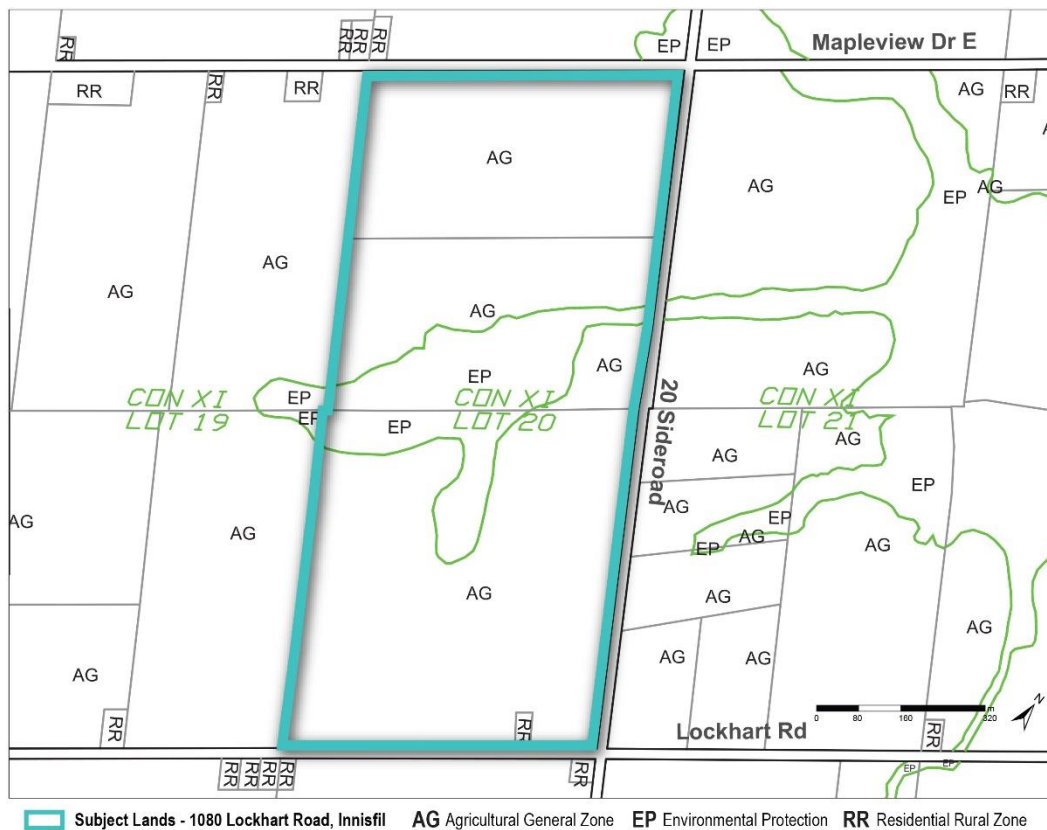 RR
RR
RR
RR
EP
EP
Mapleview Dr E
RR
RR
RR
AG
RR
A
AG
AG
AG
EP
AG
AG
AG
AG
AG
AG
EP
EP
CON XI
LOT 19
EP
EP
CON XI
LOT 20
20 Sideroad
CON XI
LOT 21
AG
AG
AG
EP
AG
EP
AG
EP
AG
AG
AG
AG
AG
AG
AG
AG
AG
RR
RR
Lockhart Rd
RR
0 80 160 320
m
N
RR
RR
RR
RR
RR
EP
EP
Subject Lands - 1080 Lockhart Road, Innisfil AG Agricultural General Zone EP Environmental Protection RR Residential Rural Zone